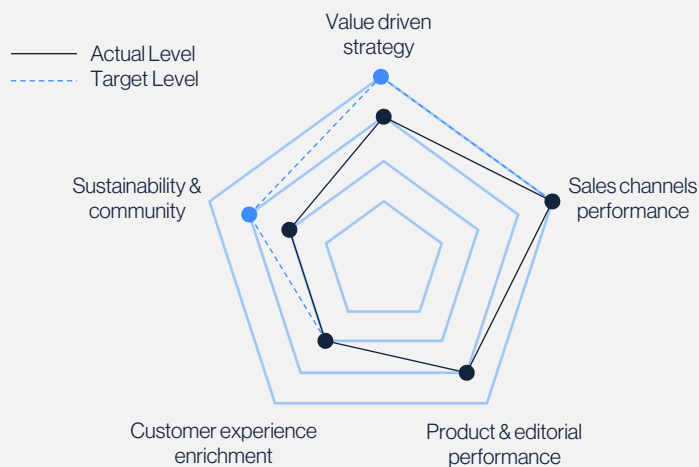 Value driven
strategy
Actual Level
Target Level
Sustainability &
community
Sales channels
performance
Customer experience
enrichment
Product & editorial
performance